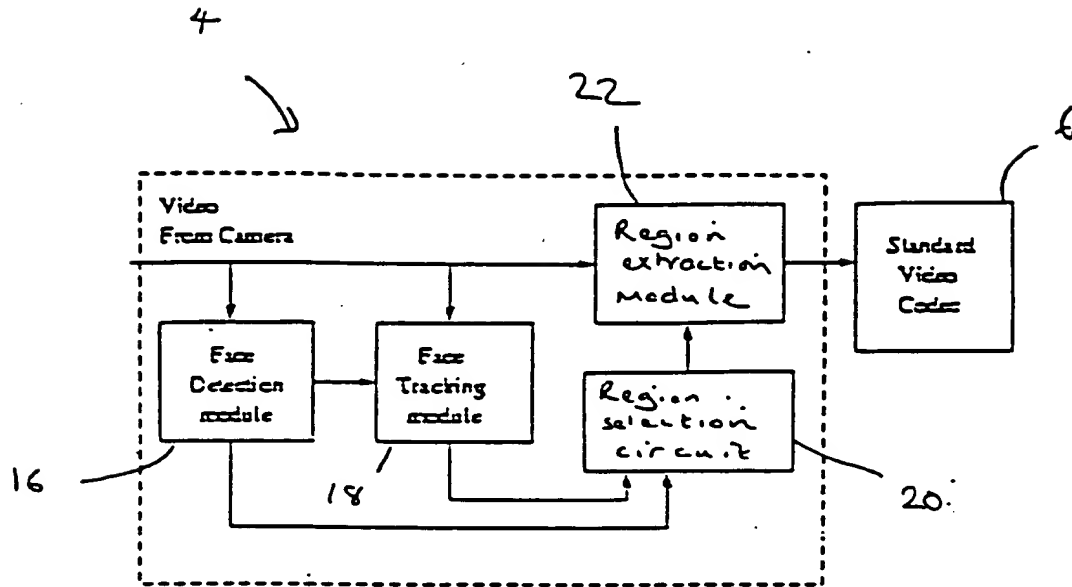 4
22
6
Video
From Camera
Region
extraction
module
Standard
Video
Codec
Face
Detection
module
Face
Tracking
module
Region
selection
circuit
16
18
20